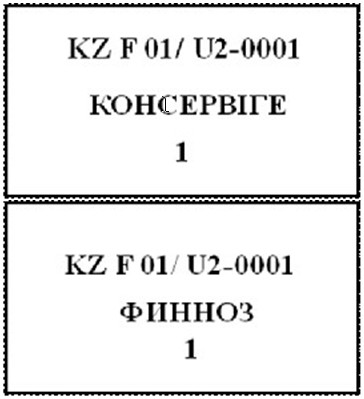 KZ F 01/ U2-0001
КОНСЕРВІГЕ
1
KZ F 01/ U2-0001
ФИННОЗ
1